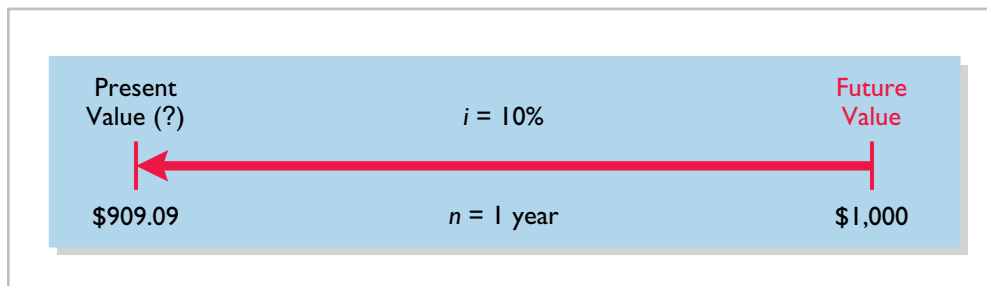 Present
Value (?)
i = 10%
Future
Value
$909.09
n = 1 year
$1,000